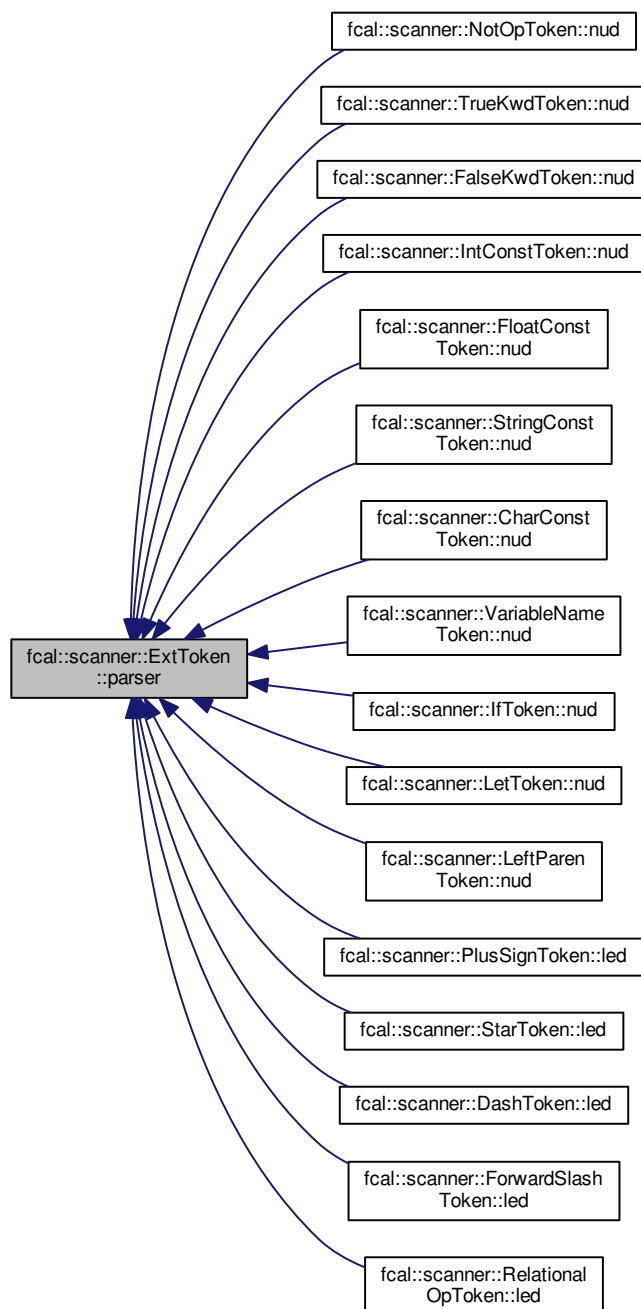 fcal::scanner::NotOpToken::nud
fcal::scanner::TrueKwdToken::nud
fcal::scanner::FalseKwdToken::nud
fcal::scanner::IntConstToken::nud
fcal::scanner::FloatConst
Token::nud
fcal::scanner::StringConst
Token::nud
fcal::scanner::CharConst
Token::nud
fcal::scanner::VariableName
Token::nud
fcal::scanner::ExtToken
::parser
fcal::scanner::IfToken::nud
fcal::scanner::LetToken::nud
fcal::scanner::LeftParen
Token::nud
fcal::scanner::PlusSignToken::led
fcal::scanner::StarToken::led
fcal::scanner::DashToken::led
fcal::scanner::ForwardSlash
Token::led
fcal::scanner::Relational
OpToken::led